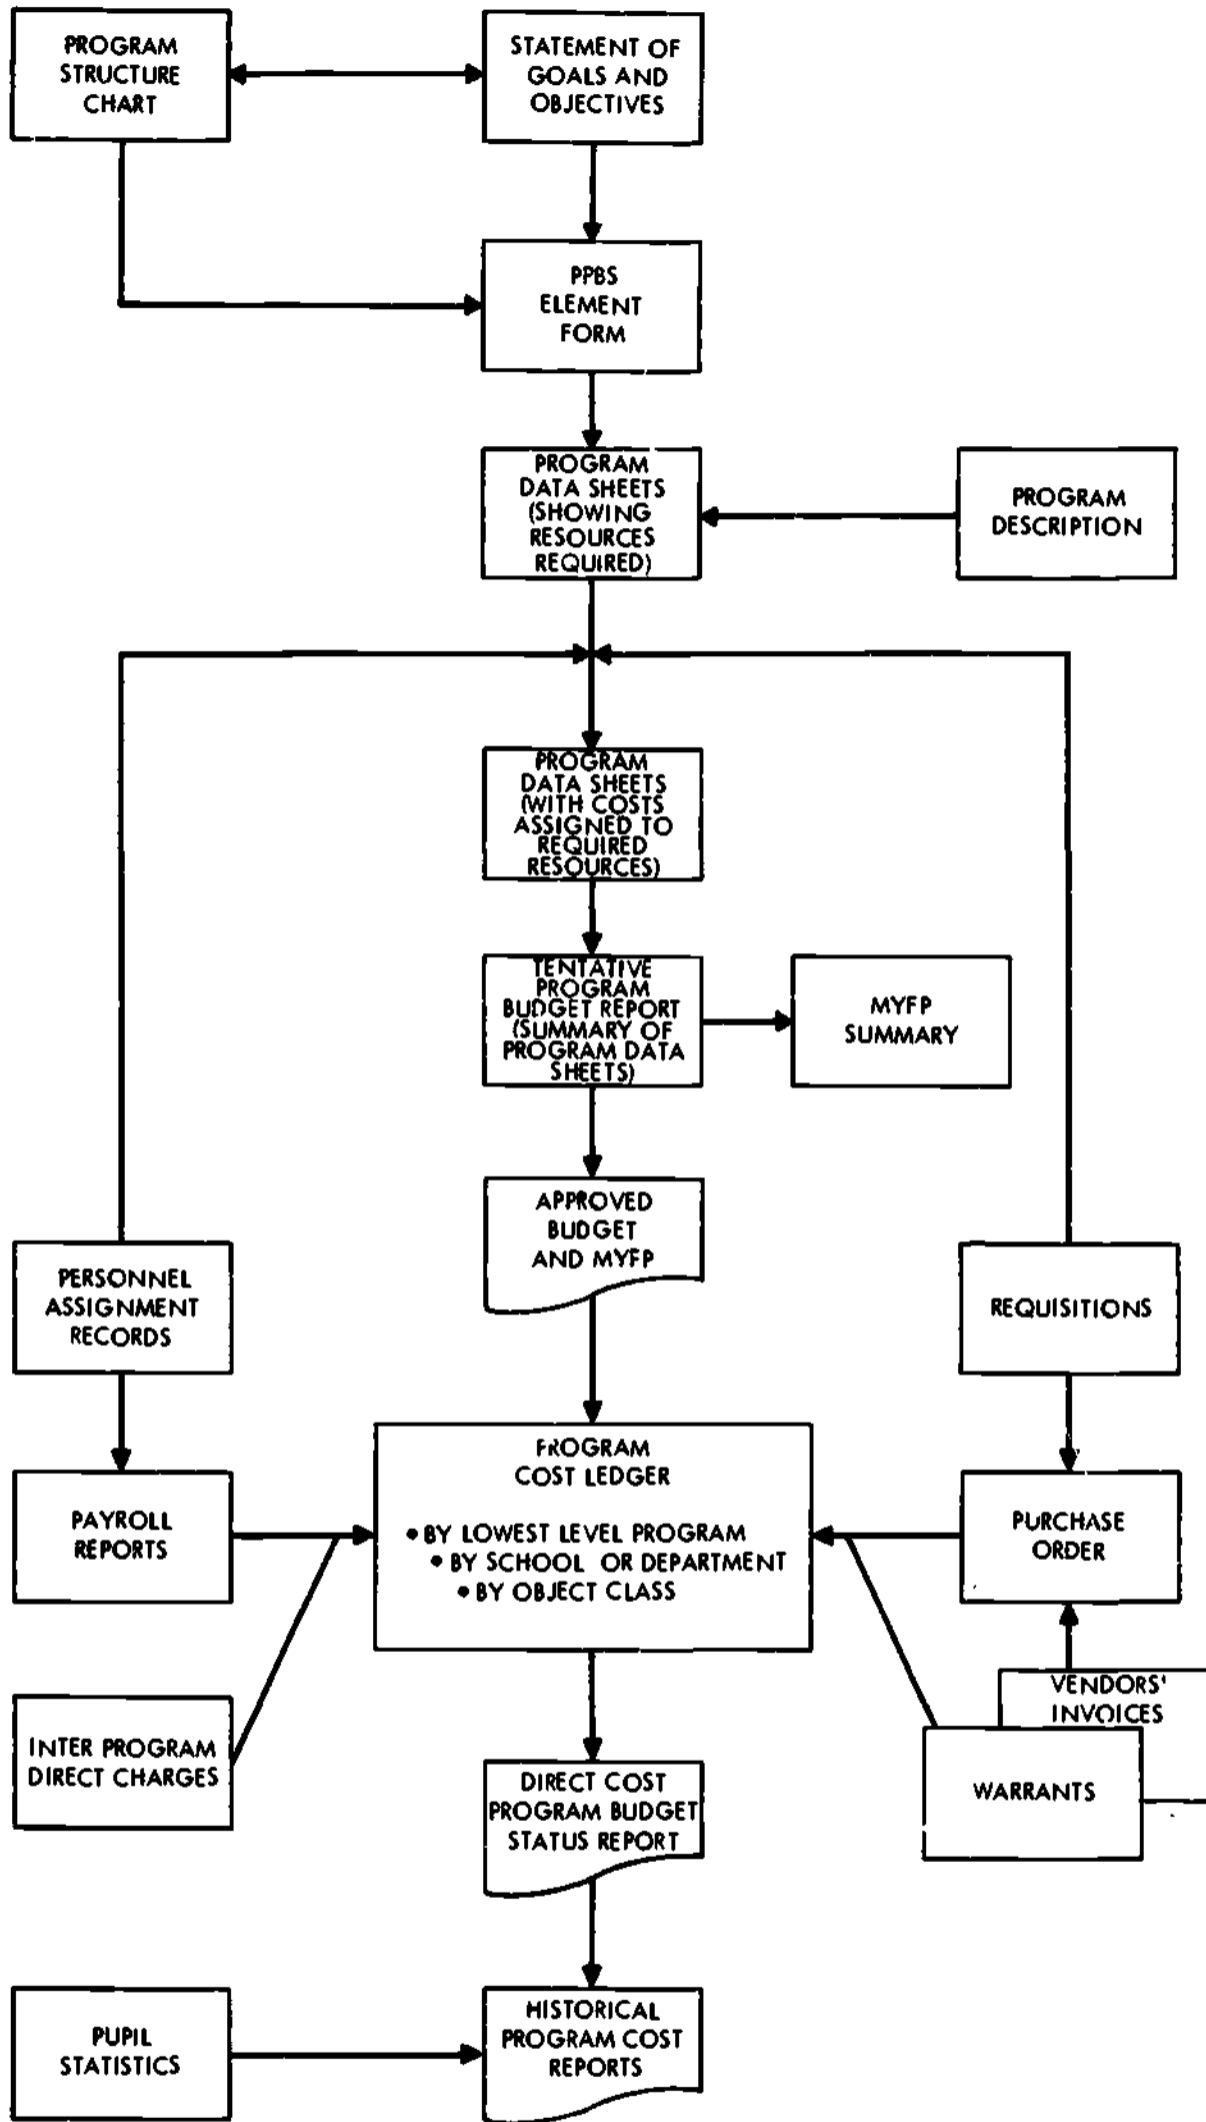 PROGRAM
STRUCTURE
CHART
STATEMENT OF
GOALS AND
OBJECTIVES
PPBS
ELEMENT
FORM
PROGRAM
DATA SHEETS
(SHOWING
RESOURCES
REQUIRED)
PROGRAM
DESCRIPTION
PROGRAM
DATA SHEETS
(WITH COSTS
ASSIGNED TO
REQUIRED
RESOURCES)
TENTATIVE
PROGRAM
BUDGET REPORT
(SUMMARY OF
PROGRAM DATA
SHEETS)
MYFP
SUMMARY
APPROVED
BUDGET
AND MYFP
PERSONNEL
ASSIGNMENT
RECORDS
REQUISITIONS
PAYROLL
REPORTS
PROGRAM
COST LEDGER
• BY LOWEST LEVEL PROGRAM
• BY SCHOOL OR DEPARTMENT
• BY OBJECT CLASS
PURCHASE
ORDER
INTER PROGRAM
DIRECT CHARGES
VENDORS'
INVOICES
WARRANTS
DIRECT COST
PROGRAM BUDGET
STATUS REPORT
PUPIL
STATISTICS
HISTORICAL
PROGRAM COST
REPORTS